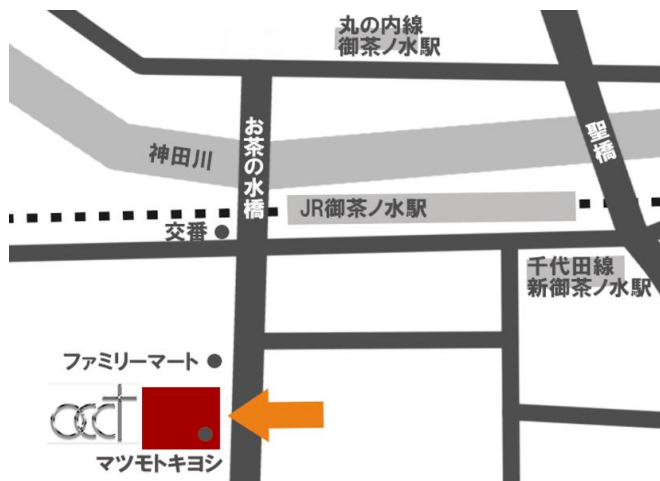 丸の内線
御茶ノ水駅
お茶の水橋
聖橋
神田川
JR御茶ノ水駅
交番
千代田線
新御茶ノ水駅
ファミリーマート
occt
マツモトキヨシ